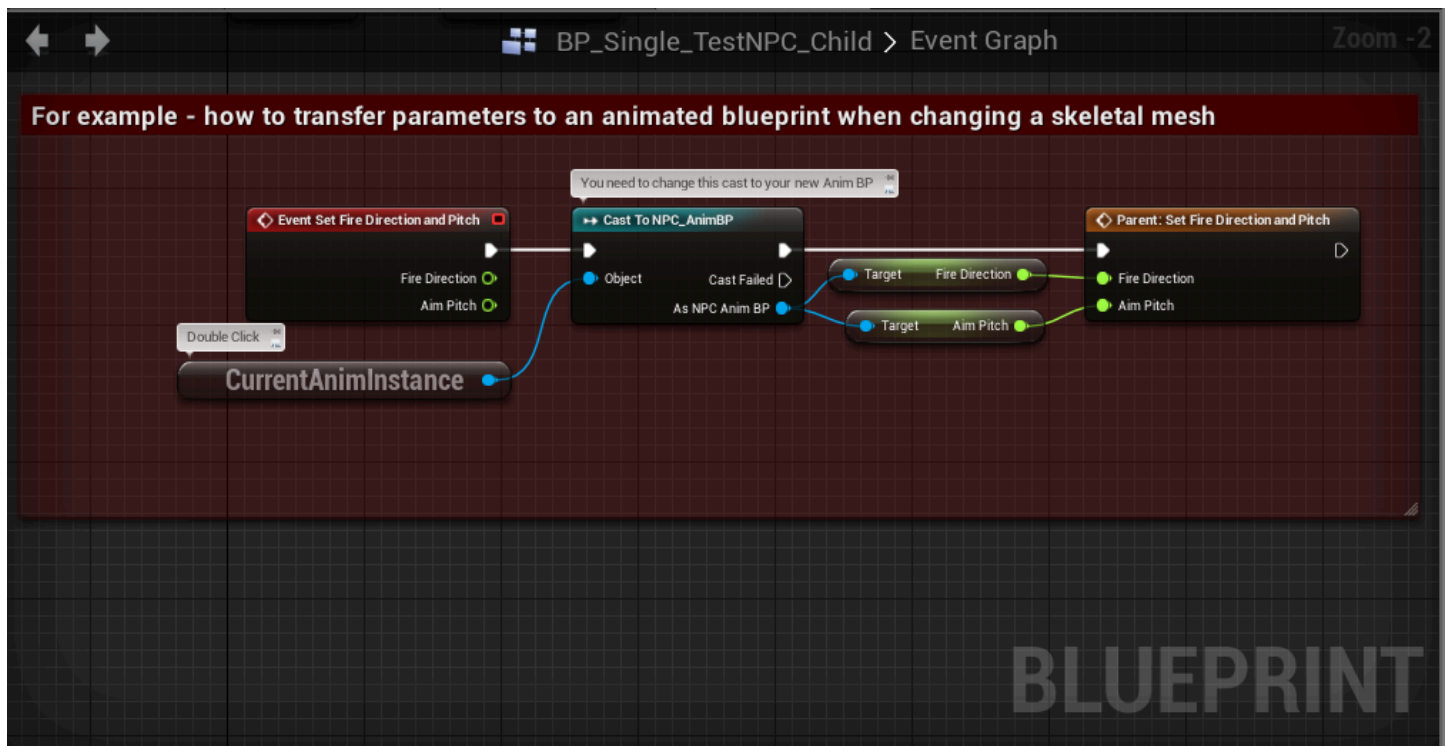 BP_Single_TestNPC_Child > Event Graph
Zoom -2
For example - how to transfer parameters to an animated blueprint when changing a skeletal mesh
You need to change this cast to your new Anim BP
Event Set Fire Direction and Pitch
Fire Direction
Aim Pitch
Cast To NPC_AnimBP
Object
Cast Failed
As NPC Anim BP
Target Fire Direction
Target Aim Pitch
Parent: Set Fire Direction and Pitch
Fire Direction
Aim Pitch
Double Click
CurrentAnimInstance
BLUEPRINT